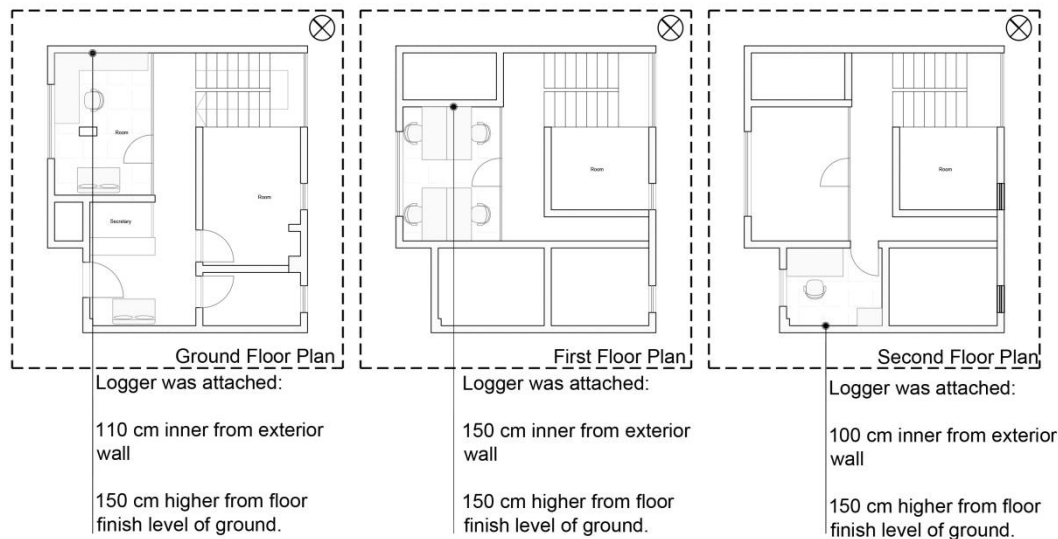 Room
Room
Secretary
Ground Floor Plan
Logger was attached:
110 cm inner from exterior
wall
150 cm higher from floor
finish level of ground.
Room
First Floor Plan
Logger was attached:
150 cm inner from exterior
wall
150 cm higher from floor
finish level of ground.
Room
Second Floor Plan
Logger was attached:
100 cm inner from exterior
wall
150 cm higher from floor
finish level of ground.